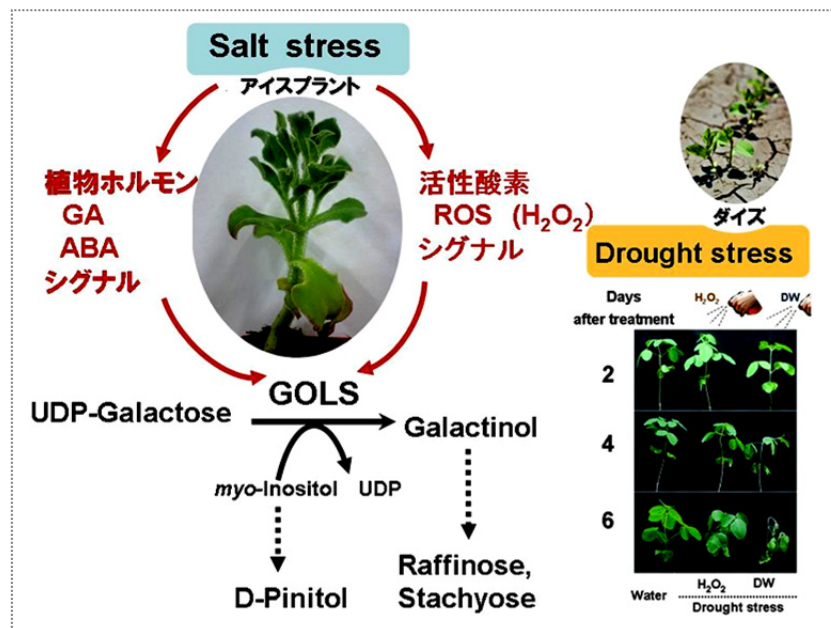 Salt stress
アイスプラント
植物ホルモン
GA
ABA
シグナル
活性酸素
ROS (H₂O₂)
シグナル
GOLS
UDP-Galactose
Galactinol
myo-Inositol
UDP
D-Pinitol
Raffinose,
Stachyose
ダイズ
Drought stress
Days
after treatment
H₂O₂
DW
2
4
6
Water
H₂O₂
DW
Drought stress